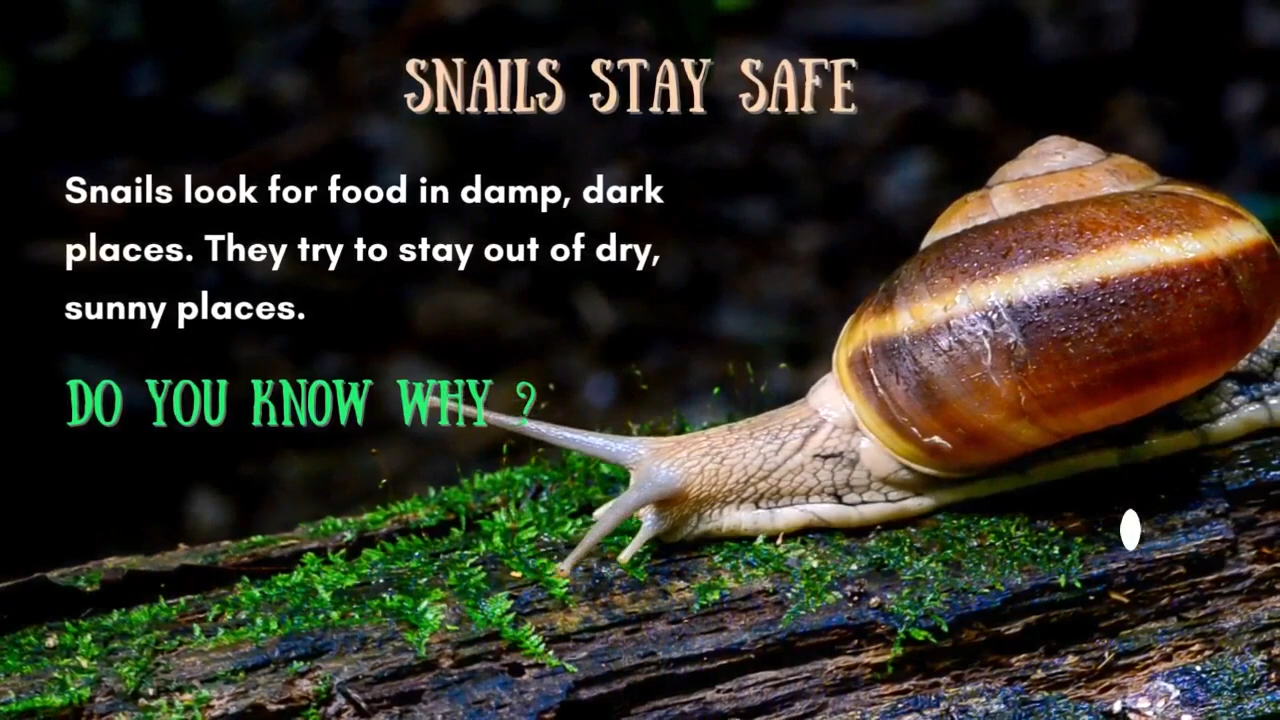 SNAILS STAY SAFE
Snails look for food in damp, dark
places. They try to stay out of dry,
sunny places.
DO YOU KNOW WHY ?